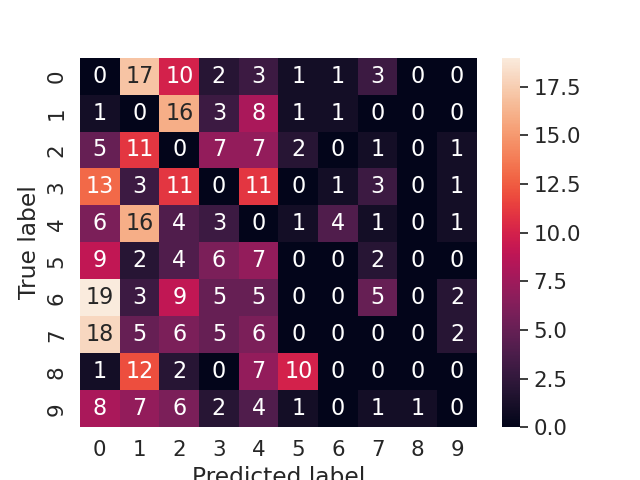 0 0 17 10 2 3 1 1 3 0 0
1 1 0 16 3 8 1 1 0 0 0
2 5 11 0 7 7 2 0 1 0 1
3 13 3 11 0 11 0 1 3 0 1
4 6 16 4 3 0 1 4 1 0 1
5 9 2 4 6 7 0 0 2 0 0
6 19 3 9 5 5 0 0 5 0 2
7 18 5 6 5 6 0 0 0 0 2
8 1 12 2 0 7 10 0 0 0 0
9 8 7 6 2 4 1 0 1 1 0
0 1 2 3 4 5 6 7 8 9
Predicted label
True label
17.5
15.0
12.5
10.0
7.5
5.0
2.5
0.0